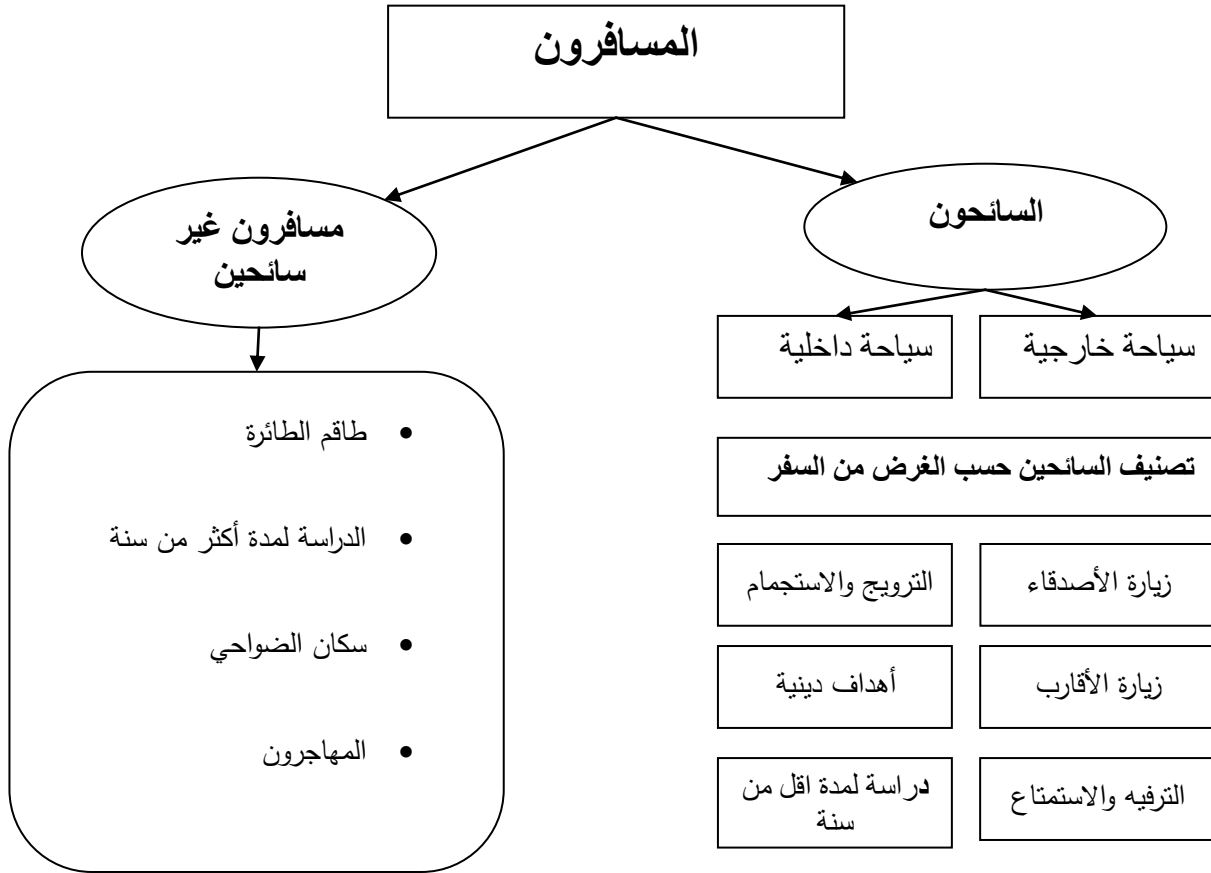 المسافرون
السائحون
مسافرون غير
سائحين
سياحة خارجية
سياحة داخلية
تصنيف السائحين حسب الغرض من السفر
زيارة الأصدقاء
الترويج والاستجمام
زيارة الأقارب
أهداف دينية
الترفيه والاستمتاع
دراسة لمدة اقل من
سنة
• طاقم الطائرة
• الدراسة لمدة أكثر من سنة
• سكان الضواحي
• المهاجرون